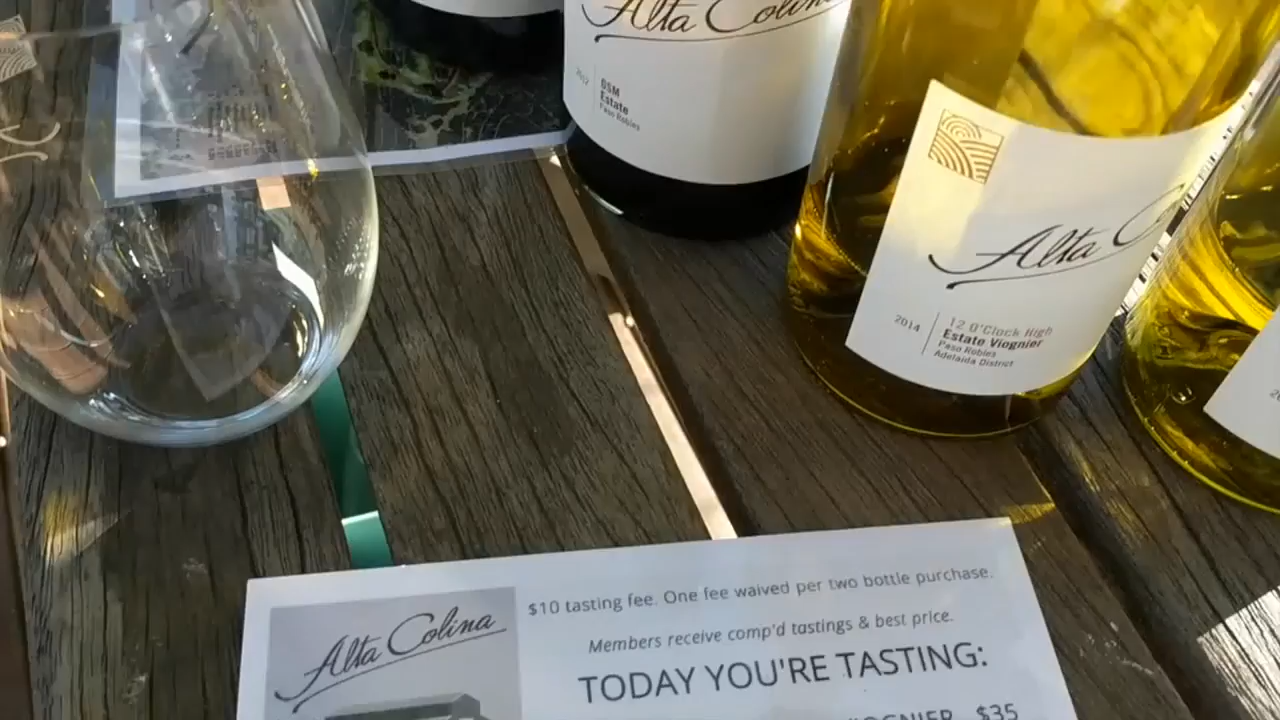 Alta Colina
2012
GSM
Estate
Paso Robles
Alta C
2014
12 O'Clock High
Estate Viognier
Paso Robles
Adelaida District
$10 tasting fee. One fee waived per two bottle purchase.
Members receive comp'd tastings & best price.
Alta Colina
TODAY YOU'RE TASTING:
VIOGNIER $35